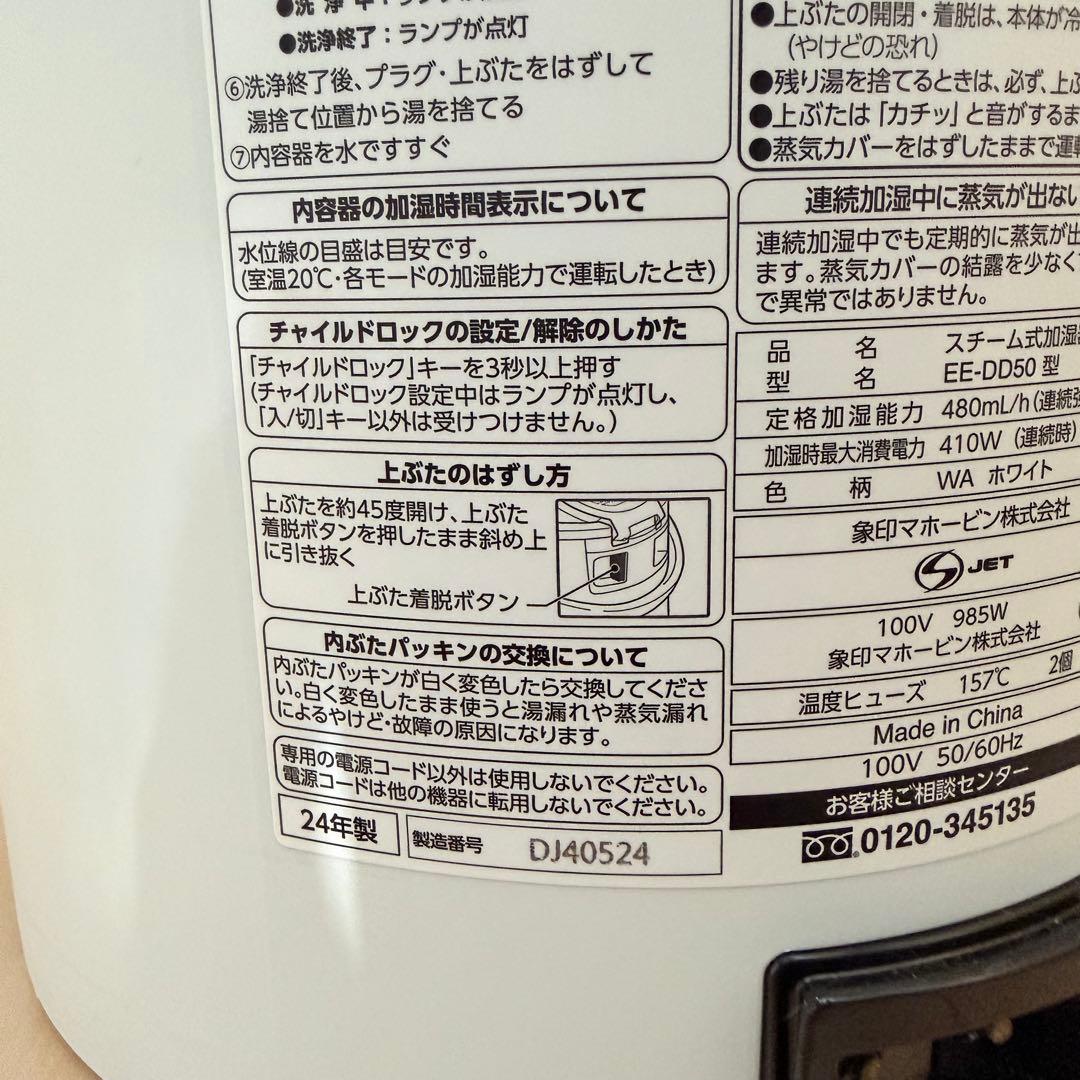 ●洗浄終了：ランプが点灯
⑥洗浄終了後、プラグ・上ぶたをはずして
湯捨て位置から湯を捨てる
⑦内容器を水ですすぐ
内容器の加湿時間表示について
水位線の目盛は目安です。
(室温20℃・各モードの加湿能力で運転したとき)
チャイルドロックの設定/解除のしかた
「チャイルドロック」キーを3秒以上押す
(チャイルドロック設定中はランプが点灯し、
「入/切」キー以外は受けつけません。)
上ぶたのはずし方
上ぶたを約45度開け、上ぶた
着脱ボタンを押したまま斜め上
に引き抜く
上ぶた着脱ボタン
内ぶたパッキンの交換について
内ぶたパッキンが白く変色したら交換してくださ
い。白く変色したまま使うと湯漏れや蒸気漏れ
によるやけど・故障の原因になります。
専用の電源コード以外は使用しないでください。
電源コードは他の機器に転用しないでください。
24年製
製造番号 DJ40524
●上ぶたの開閉・着脱は、本体が冷
(やけどの恐れ)
●残り湯を捨てるときは、必ず、上ぶ
●上ぶたは「カチッ」と音がするま
●蒸気カバーをはずしたままで運転
連続加湿中に蒸気が出ない
連続加湿中でも定期的に蒸気が出
ます。蒸気カバーの結露を少なく
で異常ではありません。
品名 スチーム式加湿器
型名 EE-DD50 型
定格加湿能力 480mL/h (連続強
加湿時最大消費電力 410W (連続時)
色柄 WA ホワイト
象印マホービン株式会社
S JET
100V 985W
象印マホービン株式会社
温度ヒューズ 157℃ 2個
Made in China
100V 50/60Hz
お客様ご相談センター
0120-345135